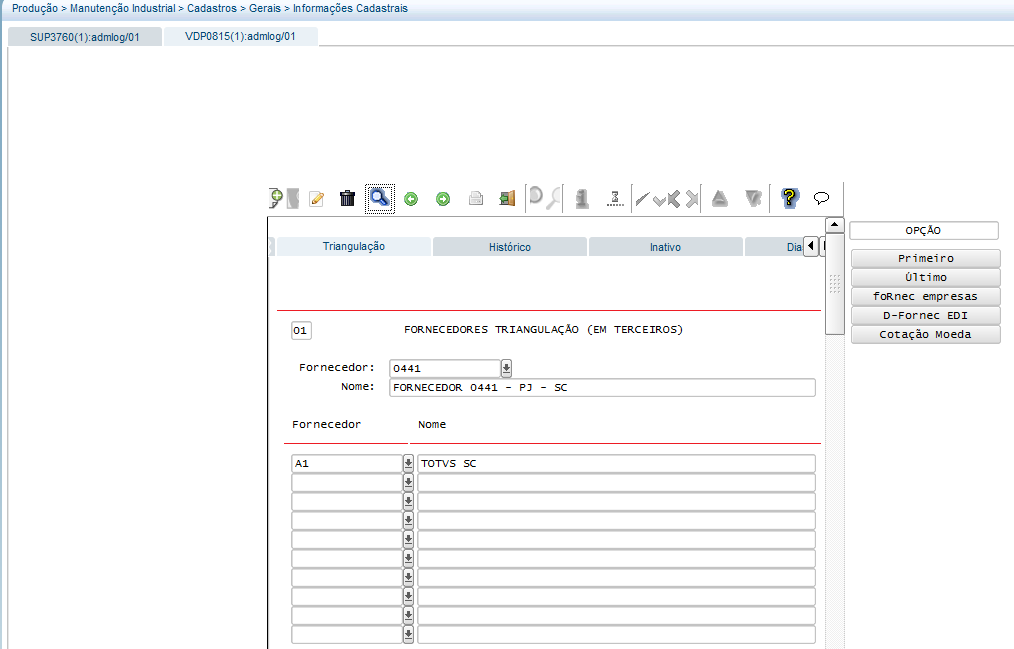 Produção > Manutenção Industrial > Cadastros > Gerais > Informações Cadastrais
SUP3760(1):admlog/01 VDP0815(1):admlog/01
Triangulação Histórico Inativo Dia
OPÇÃO
Primeiro
Último
foRnec empresas
D-Fornec EDI
Cotação Moeda
01 FORNECEDORES TRIANGULAÇÃO (EM TERCEIROS)
Fornecedor: 0441
Nome: FORNECEDOR 0441 - PJ - SC
Fornecedor Nome
A1 TOTVS SC